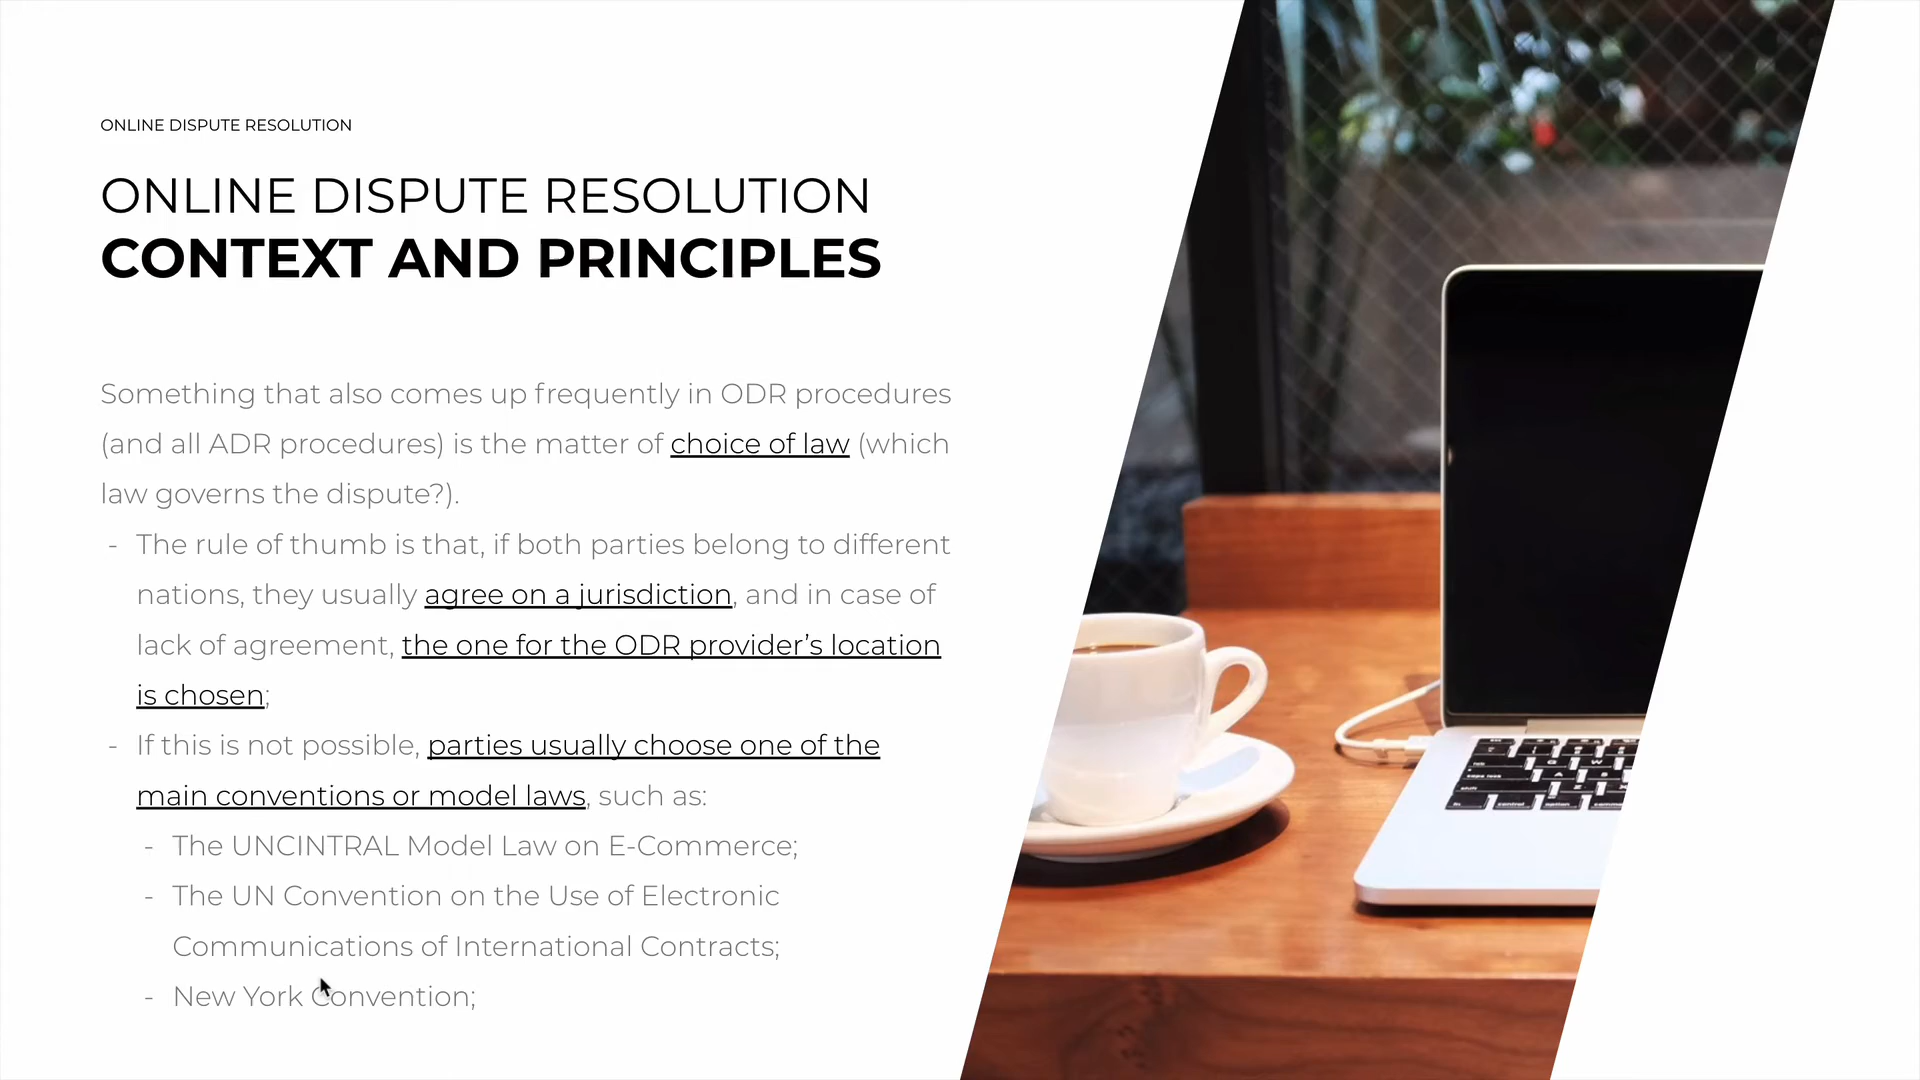 ONLINE DISPUTE RESOLUTION
ONLINE DISPUTE RESOLUTION
CONTEXT AND PRINCIPLES
Something that also comes up frequently in ODR procedures
(and all ADR procedures) is the matter of choice of law (which
law governs the dispute?).
- The rule of thumb is that, if both parties belong to different
nations, they usually agree on a jurisdiction, and in case of
lack of agreement, the one for the ODR provider’s location
is chosen;
- If this is not possible, parties usually choose one of the
main conventions or model laws, such as:
- The UNCINTRAL Model Law on E-Commerce;
- The UN Convention on the Use of Electronic
Communications of International Contracts;
- New York Convention;